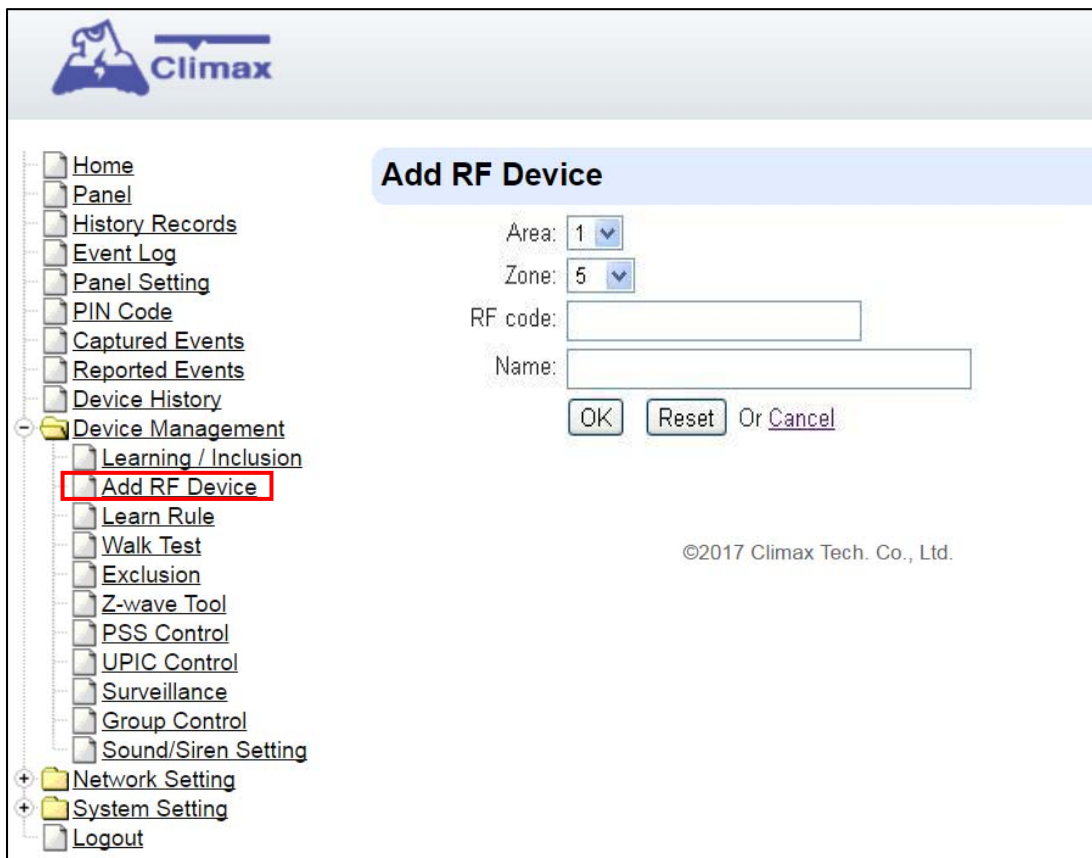 Climax
Home
Panel
History Records
Event Log
Panel Setting
PIN Code
Captured Events
Reported Events
Device History
Device Management
Learning / Inclusion
Add RF Device
Learn Rule
Walk Test
Exclusion
Z-wave Tool
PSS Control
UPIC Control
Surveillance
Group Control
Sound/Siren Setting
Network Setting
System Setting
Logout
Add RF Device
Area: 1
Zone: 5
RF code:
Name:
OK Reset Or Cancel
©2017 Climax Tech. Co., Ltd.